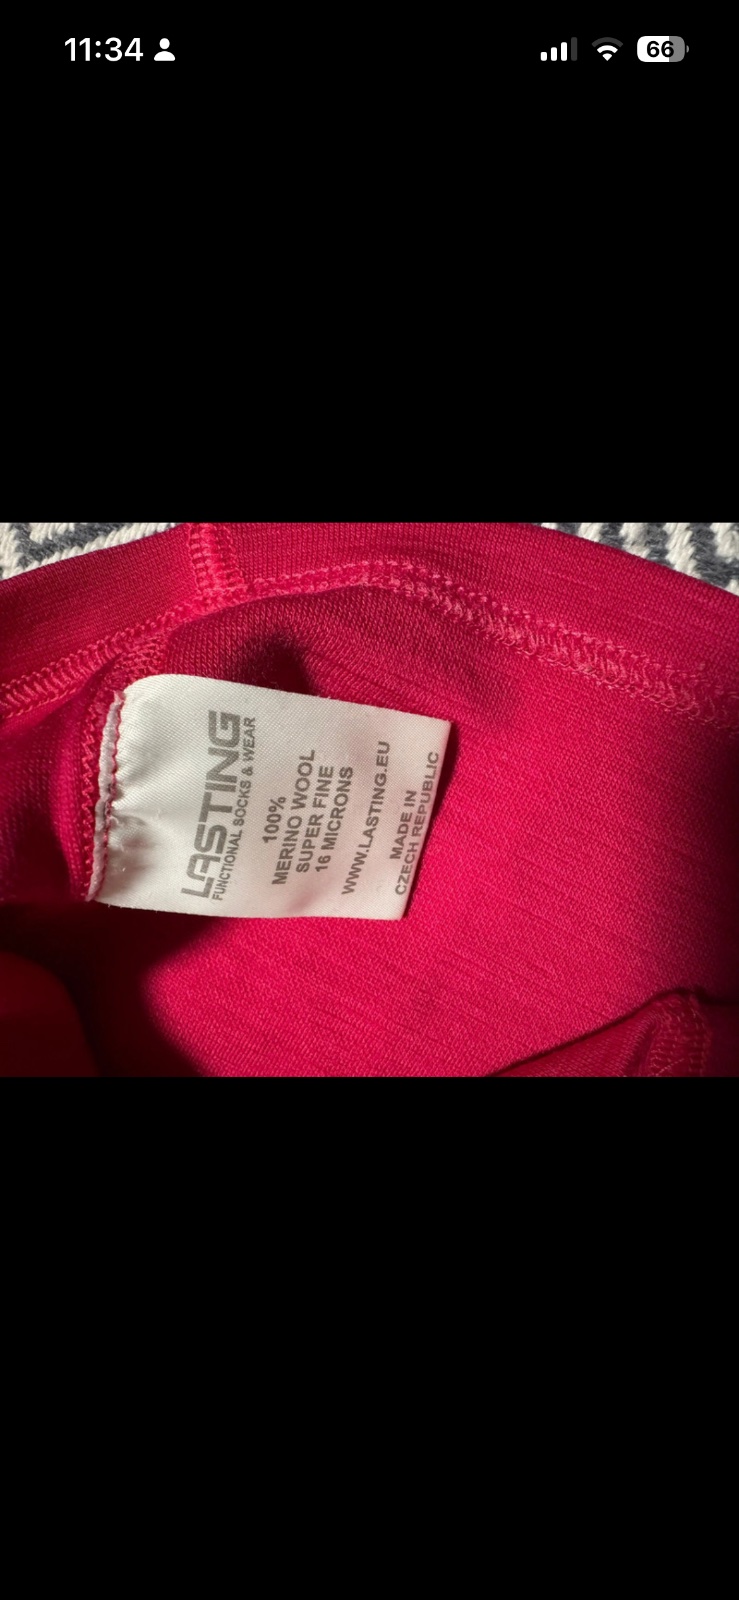 11:34
66
LASTING
FUNCTIONAL SOCKS & WEAR
100%
MERINO WOOL
SUPER FINE
16 MICRONS
WWW.LASTING.EU
MADE IN
CZECH REPUBLIC